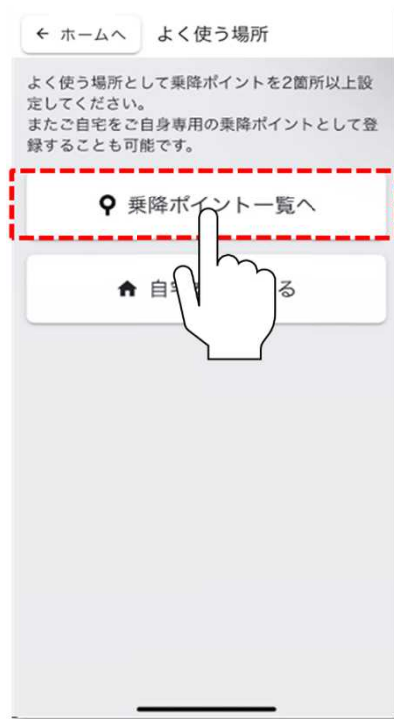 ← ホームへ よく使う場所
よく使う場所として乗降ポイントを2箇所以上設
定してください。
またご自宅をご自身専用の乗降ポイントとして登
録することも可能です。
乗降ポイント一覧へ
自 る